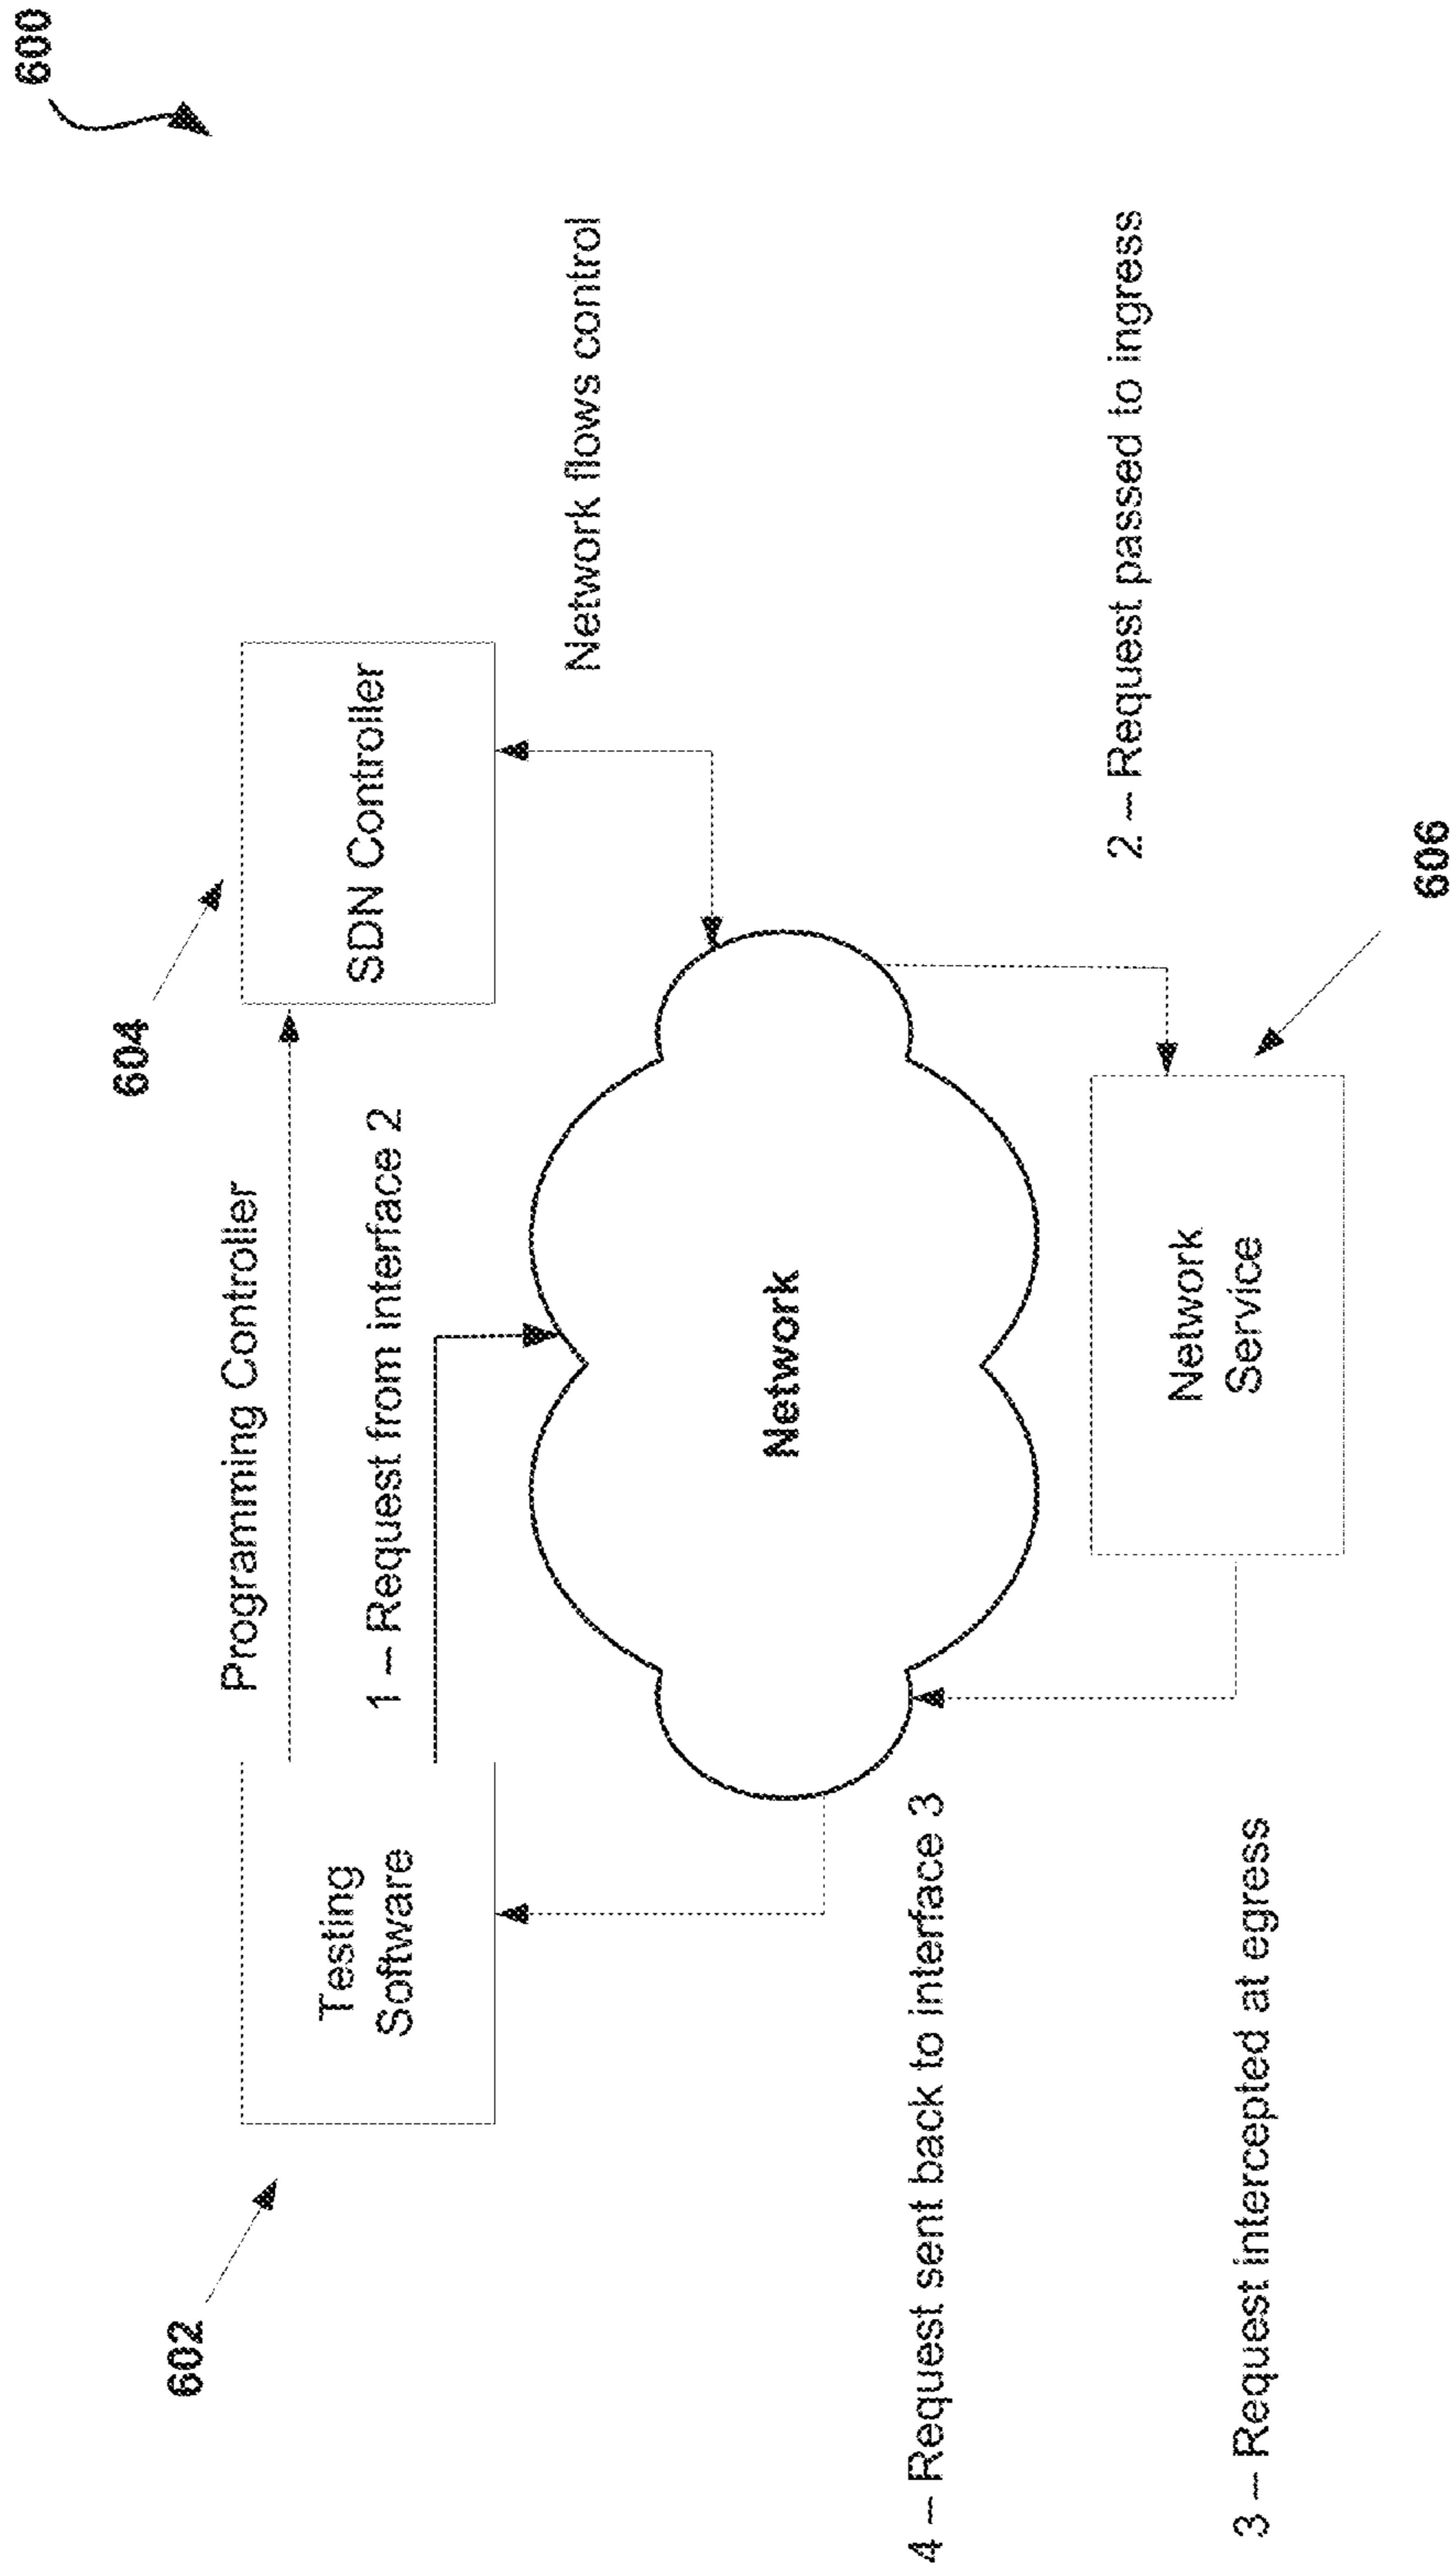 600
604
602
Programming Controller
SDN Controller
Testing
Software
1 – Request from interface 2
Network flows control
Network
4 – Request sent back to interface 3
2 – Request passed to ingress
Network
Service
606
3 – Request intercepted at egress